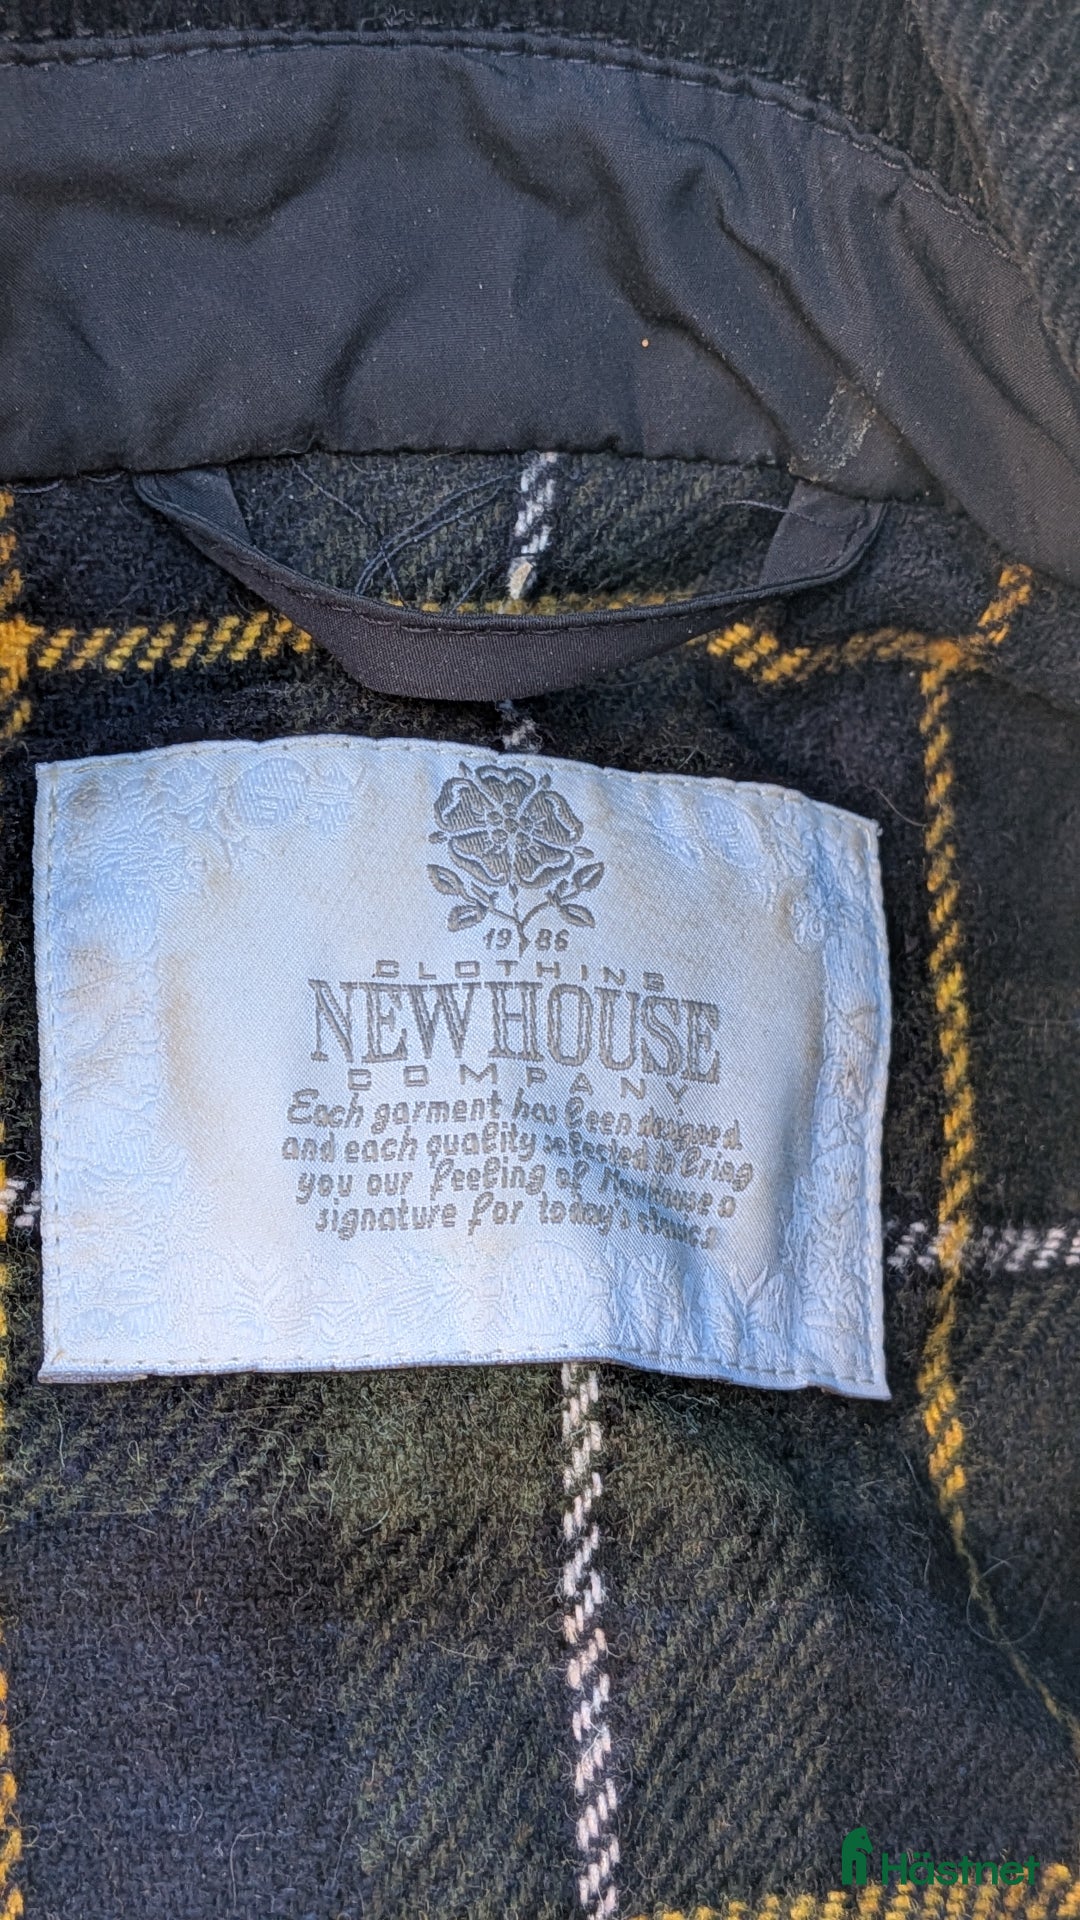 1986
CLOTHING
NEWHOUSE
COMPANY
Each garment has been designed
and each quality selected to bring
you our feeling of Newhouse a
signature for today's classics
Hästnet